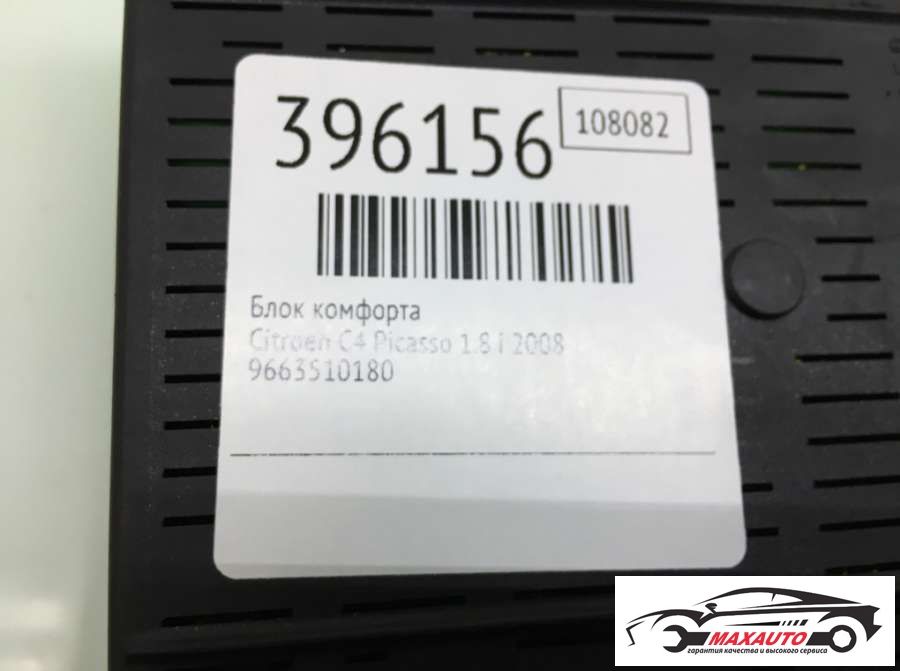 396156
108082
Блок комфорта
Citroen C4 Picasso 1.8 i 2008
9663510180
MAXAUTO
гарантия качества и высокого сервиса